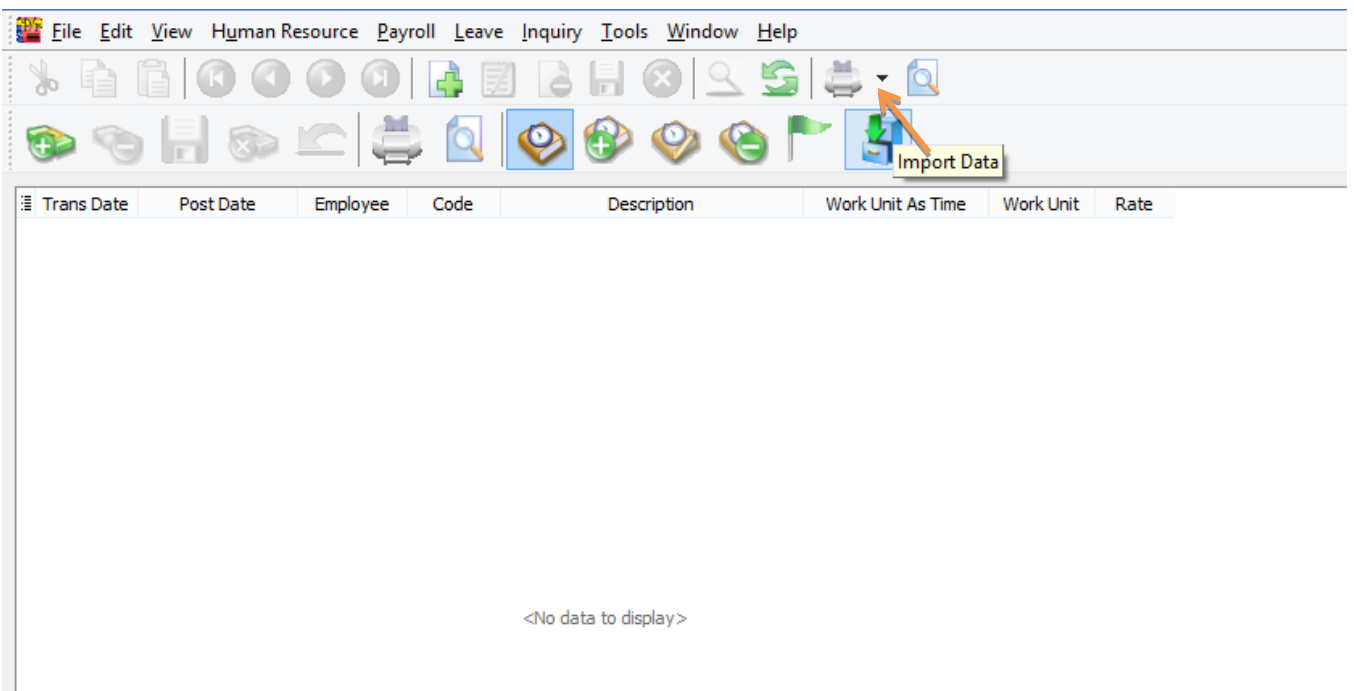 File Edit View Human Resource Payroll Leave Inquiry Tools Window Help
Import Data
Trans Date Post Date Employee Code Description Work Unit As Time Work Unit Rate
<No data to display>